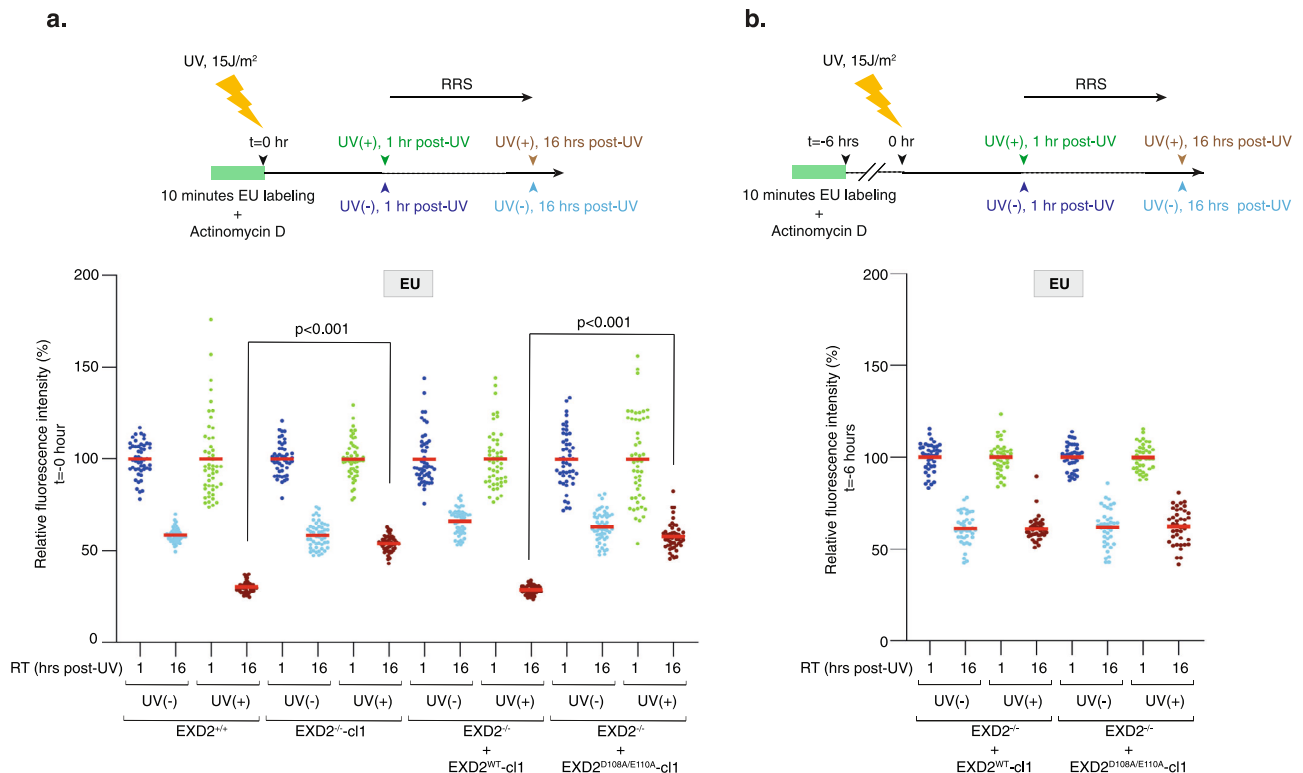 a.
UV, 15J/m²
RRS
t=0 hr
UV(+), 1 hr post-UV
UV(+), 16 hrs post-UV
10 minutes EU labeling
+
Actinomycin D
UV(-), 1 hr post-UV
UV(-), 16 hrs post-UV
EU
Relative fluorescence intensity (%)
t=-0 hour
200
150
100
50
0
p<0.001
p<0.001
RT (hrs post-UV) 1 16 1 16 1 16 1 16 1 16 1 16 1 16 1 16
UV(-) UV(+) UV(-) UV(+) UV(-) UV(+) UV(-) UV(+)
EXD2⁺/⁺ EXD2⁻/⁻-cl1 EXD2⁻/⁻ EXD2⁻/⁻
+ +
EXD2ᵂᵀ-cl1 EXD2ᴰ¹⁰⁸ᴬ/ᴱ¹¹⁰ᴬ-cl1
b.
UV, 15J/m²
RRS
t=-6 hrs
0 hr
UV(+), 1 hr post-UV
UV(+), 16 hrs post-UV
10 minutes EU labeling
+
Actinomycin D
UV(-), 1 hr post-UV
UV(-), 16 hrs post-UV
EU
Relative fluorescence intensity (%)
t=-6 hours
200
150
100
50
0
1 16 1 16 1 16 1 16
UV(-) UV(+) UV(-) UV(+)
EXD2⁻/⁻ EXD2⁻/⁻
+ +
EXD2ᵂᵀ-cl1 EXD2ᴰ¹⁰⁸ᴬ/ᴱ¹¹⁰ᴬ-cl1